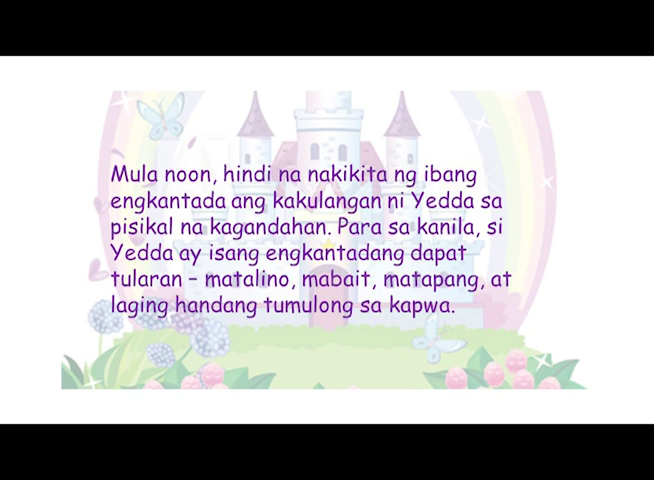 Mula noon, hindi na nakikita ng ibang
engkantada ang kakulangan ni Yedda sa
pisikal na kagandahan. Para sa kanila, si
Yedda ay isang engkantadang dapat
tularan – matalino, mabait, matapang, at
laging handang tumulong sa kapwa.